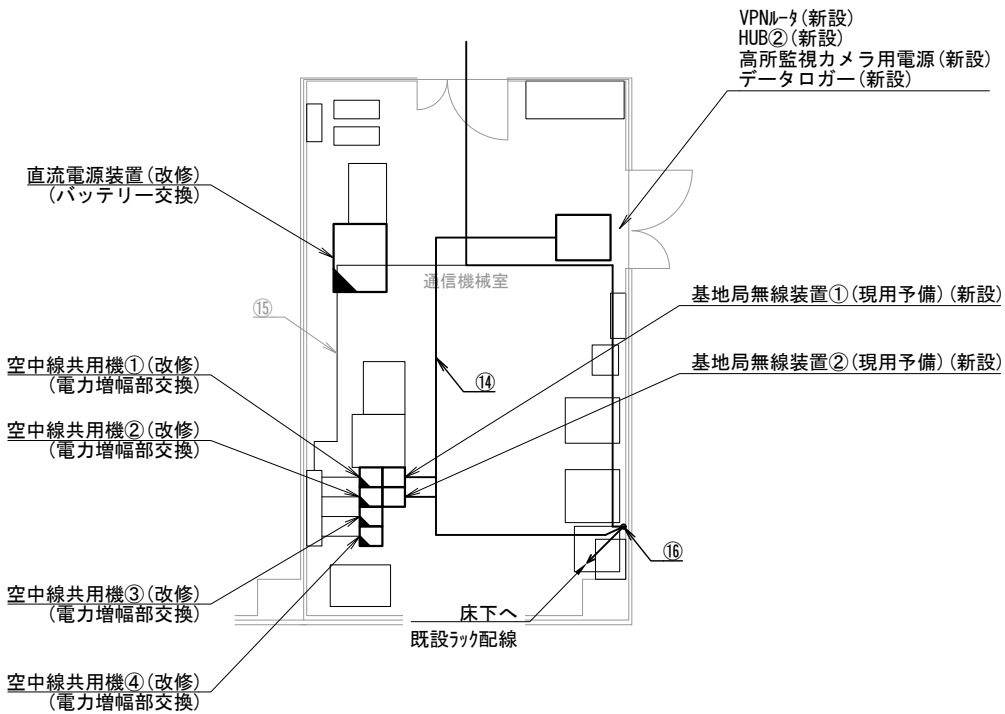 VPNﾙｰﾀ(新設)
HUB②(新設)
高所監視カメラ用電源(新設)
データロガー(新設)
直流電源装置(改修)
(バッテリー交換)
通信機械室
⑮
基地局無線装置①(現用予備)(新設)
空中線共用機①(改修)
(電力増幅部交換)
⑭
基地局無線装置②(現用予備)(新設)
空中線共用機②(改修)
(電力増幅部交換)
⑯
空中線共用機③(改修)
(電力増幅部交換)
床下へ
既設ﾗｯｸ配線
空中線共用機④(改修)
(電力増幅部交換)